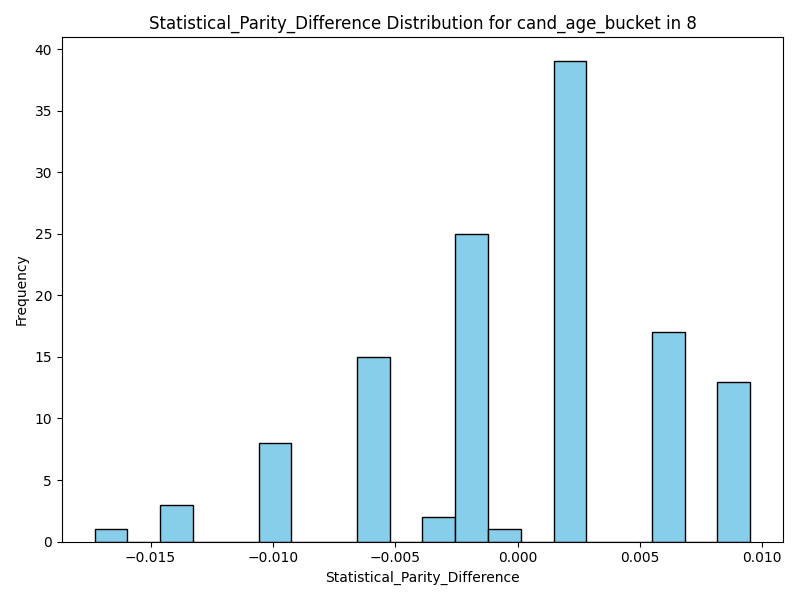 Statistical_Parity_Difference Distribution for cand_age_bucket in 8
40
35
30
25
20
15
10
5
0
Frequency
−0.015 −0.010 −0.005 0.000 0.005 0.010
Statistical_Parity_Difference